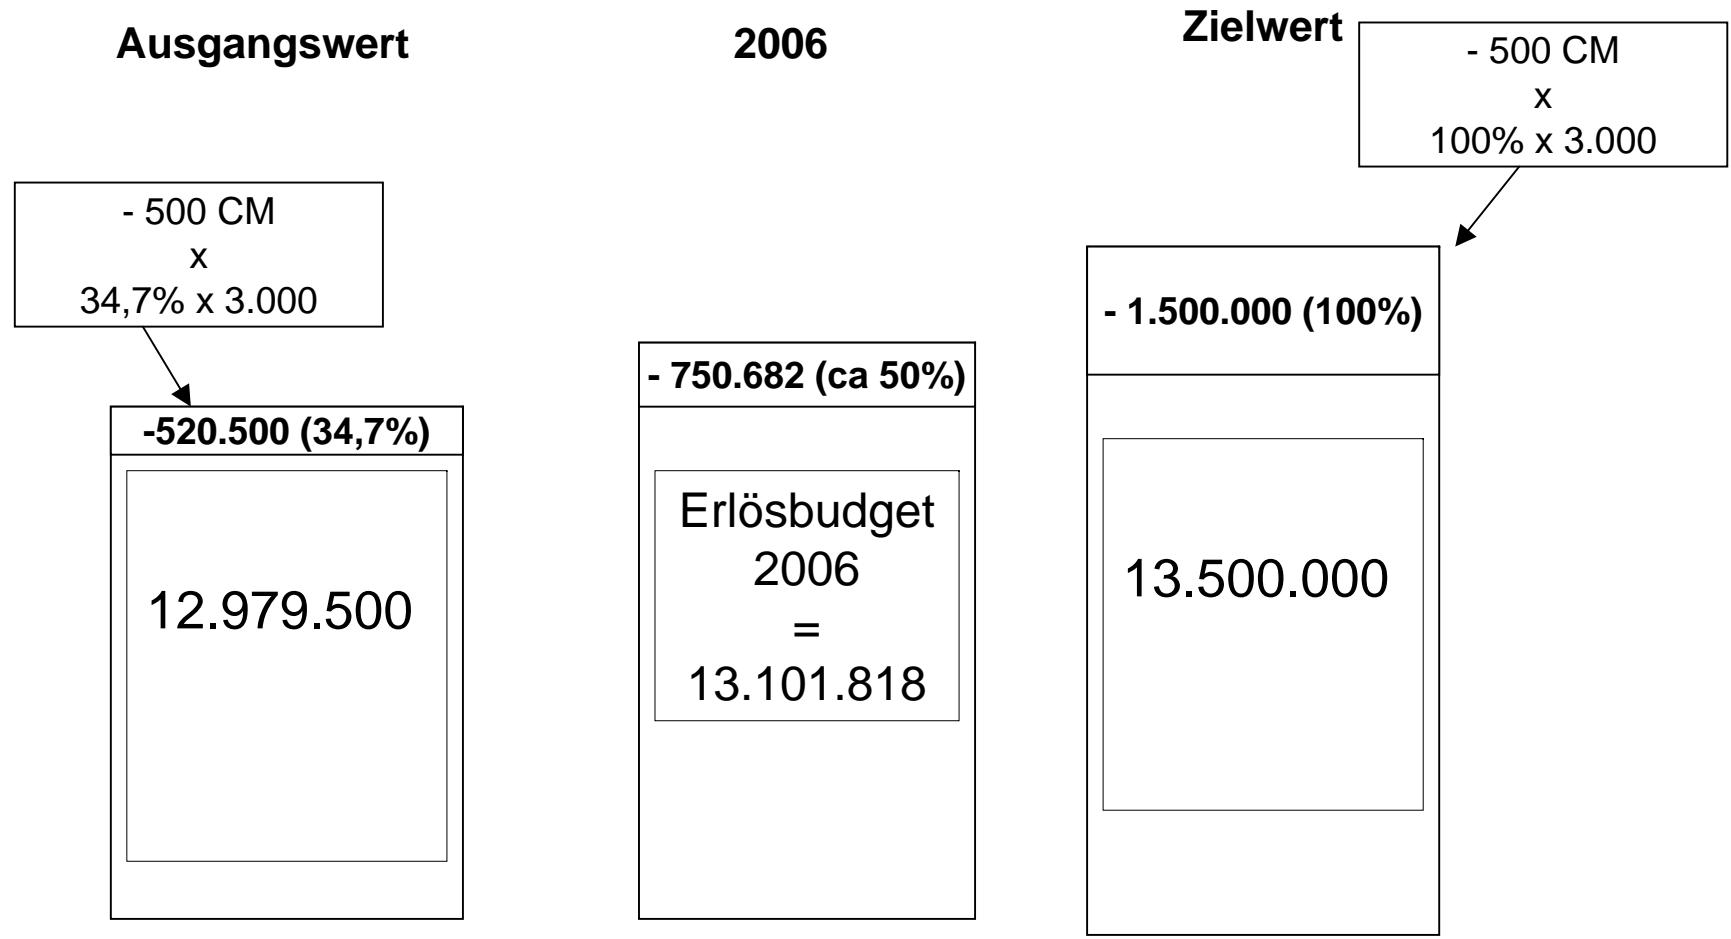 Ausgangswert
2006
Zielwert
- 500 CM
x
100% x 3.000
- 500 CM
x
34,7% x 3.000
- 1.500.000 (100%)
- 750.682 (ca 50%)
-520.500 (34,7%)
12.979.500
Erlösbudget
2006
=
13.101.818
13.500.000